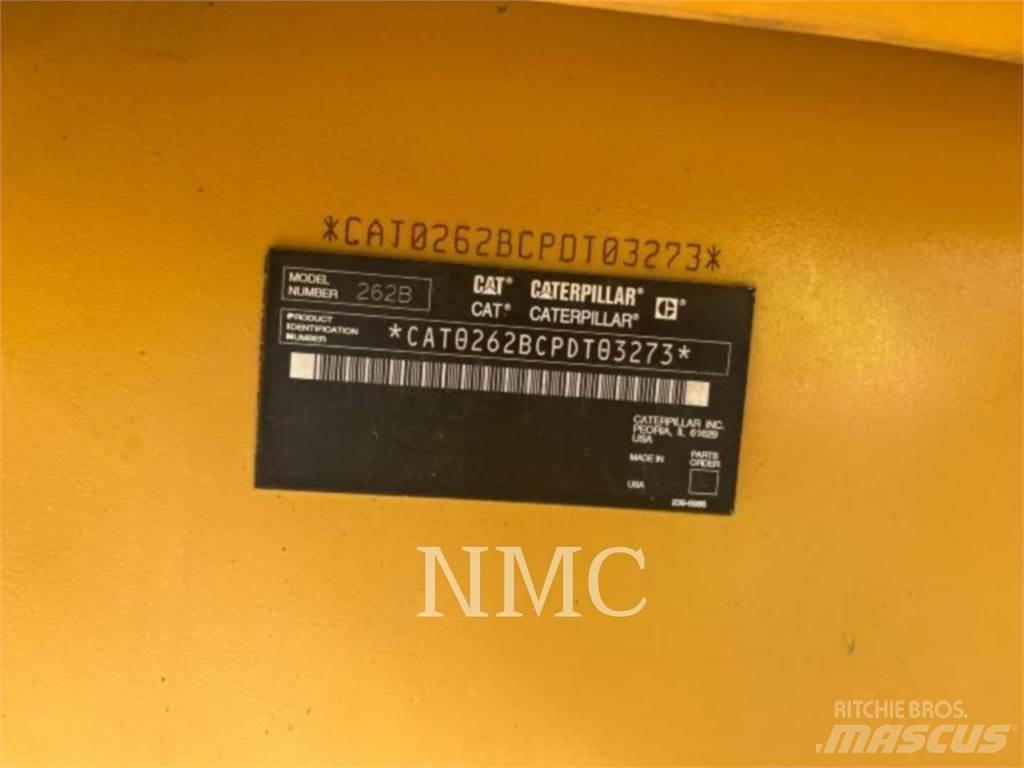 *CAT0262BCPDT03273*
MODEL
NUMBER 262B
CAT® CATERPILLAR®
CAT® CATERPILLAR®
PRODUCT
IDENTIFICATION
NUMBER
*CAT0262BCPDT03273*
CATERPILLAR INC.
PEORIA, IL 61629
USA
MADE IN
USA
PARTS
ORDER
NMC
RITCHIE BROS.
MASCUS